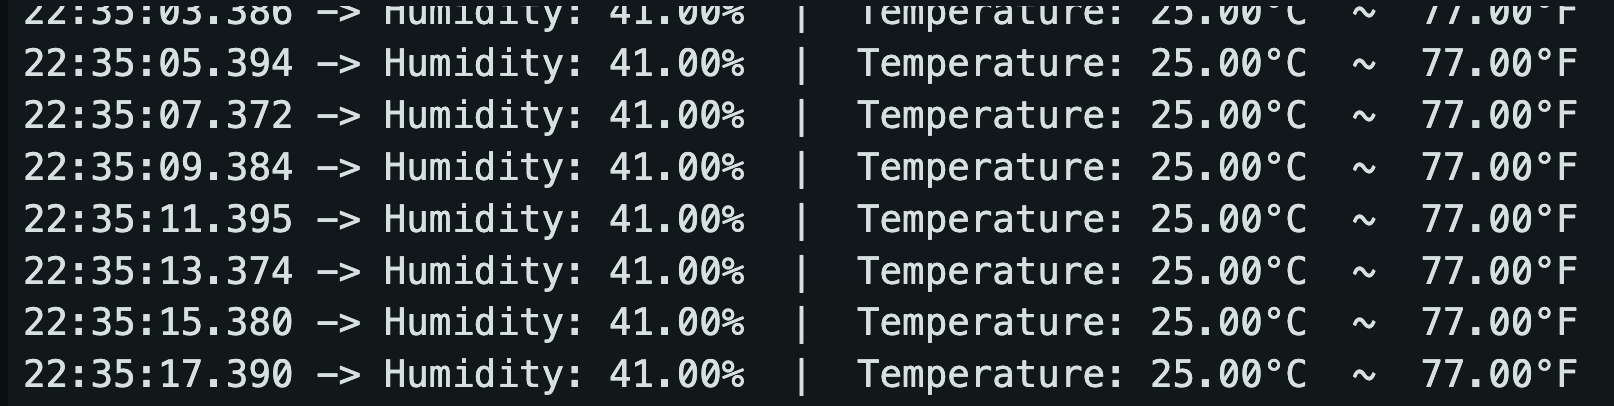 22:35:03.386 -> Humidity: 41.00%  |  Temperature: 25.00°C  ~  77.00°F
22:35:05.394 -> Humidity: 41.00%  |  Temperature: 25.00°C  ~  77.00°F
22:35:07.372 -> Humidity: 41.00%  |  Temperature: 25.00°C  ~  77.00°F
22:35:09.384 -> Humidity: 41.00%  |  Temperature: 25.00°C  ~  77.00°F
22:35:11.395 -> Humidity: 41.00%  |  Temperature: 25.00°C  ~  77.00°F
22:35:13.374 -> Humidity: 41.00%  |  Temperature: 25.00°C  ~  77.00°F
22:35:15.380 -> Humidity: 41.00%  |  Temperature: 25.00°C  ~  77.00°F
22:35:17.390 -> Humidity: 41.00%  |  Temperature: 25.00°C  ~  77.00°F